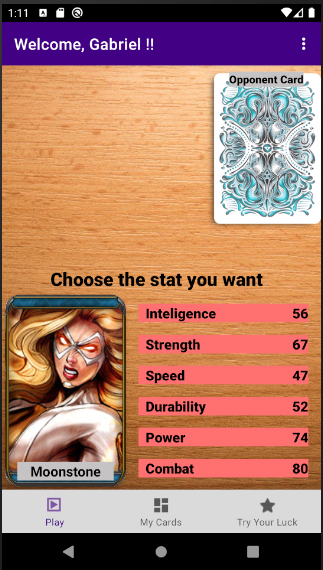 1:11
Welcome, Gabriel !!
Opponent Card
Choose the stat you want
Inteligence 56
Strength 67
Speed 47
Durability 52
Power 74
Combat 80
Moonstone
Play My Cards Try Your Luck